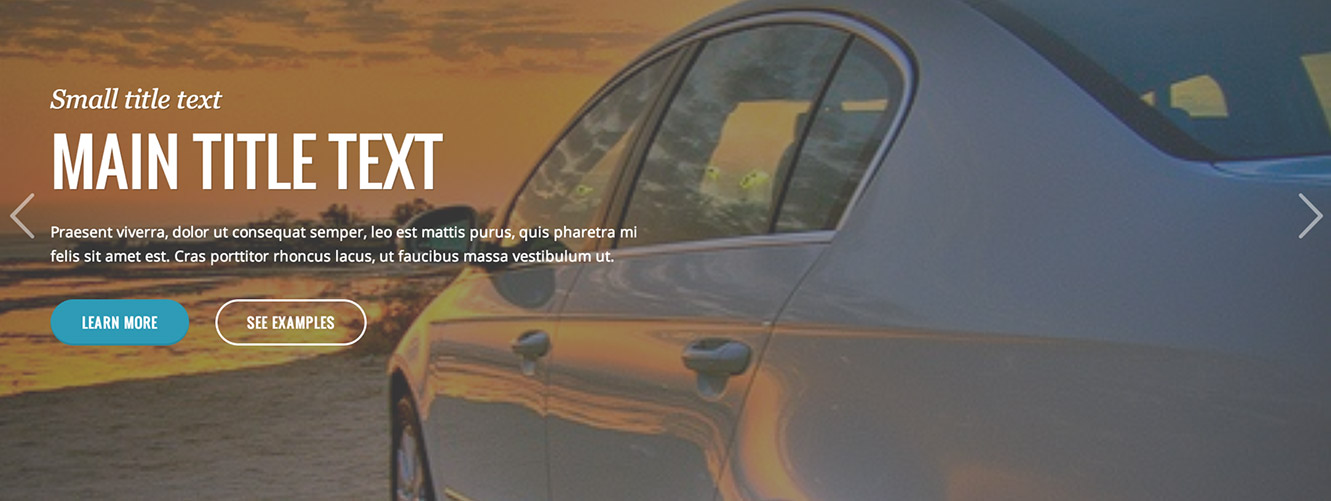 Small title text
MAIN TITLE TEXT
Praesent viverra, dolor ut consequat semper, leo est mattis purus, quis pharetra mi
felis sit amet est. Cras porttitor rhoncus lacus, ut faucibus massa vestibulum ut.
LEARN MORE
SEE EXAMPLES